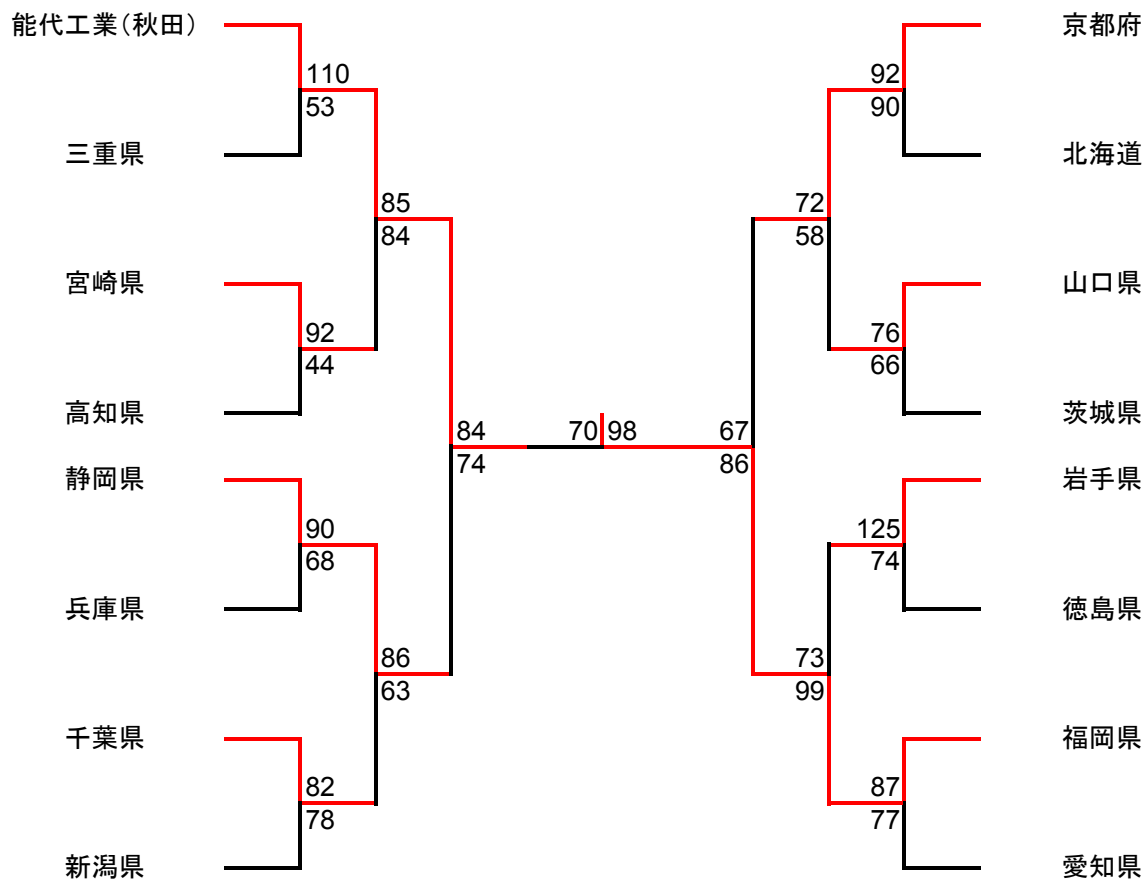 能代工業(秋田)
京都府
110
92
53
90
三重県
北海道
85
72
84
58
宮崎県
山口県
92
76
44
66
高知県
茨城県
84
70
98
67
74
86
静岡県
岩手県
90
125
68
74
兵庫県
徳島県
86
73
63
99
千葉県
福岡県
82
87
78
77
新潟県
愛知県